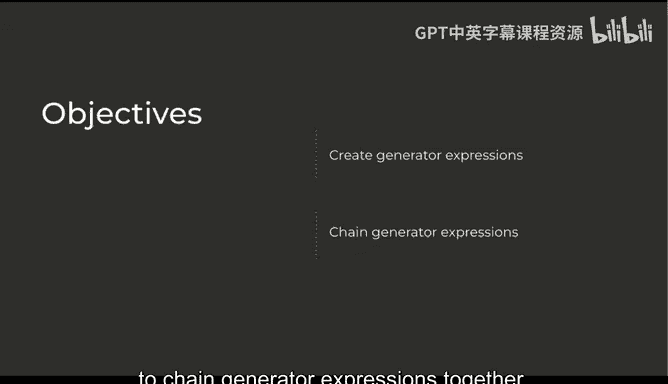 GPT中英字幕课程资源 bilibili
Objectives
Create generator expressions
Chain generator expressions
to chain generator expressions together